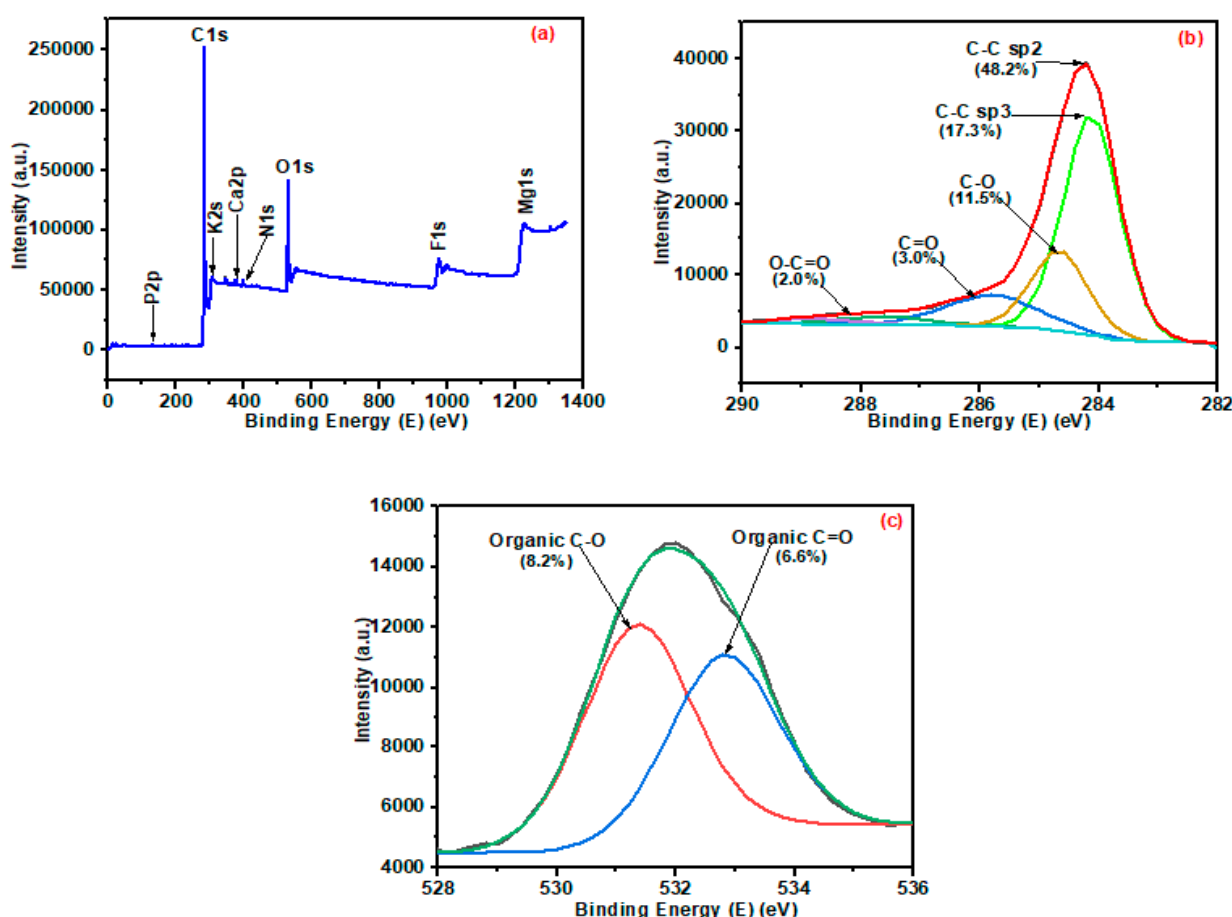 (a)
C1s
O1s
K2s
Ca2p
N1s
P2p
F1s
Mg1s
250000
200000
150000
100000
50000
0
Intensity (a.u.)
0 200 400 600 800 1000 1200 1400
Binding Energy (E) (eV)
(b)
C-C sp2
(48.2%)
C-C sp3
(17.3%)
C-O
(11.5%)
C=O
(3.0%)
O-C=O
(2.0%)
40000
30000
20000
10000
0
Intensity (a.u.)
290 288 286 284 282
Binding Energy (E) (eV)
(c)
Organic C-O
(8.2%)
Organic C=O
(6.6%)
16000
14000
12000
10000
8000
6000
4000
Intensity (a.u.)
528 530 532 534 536
Binding Energy (E) (eV)